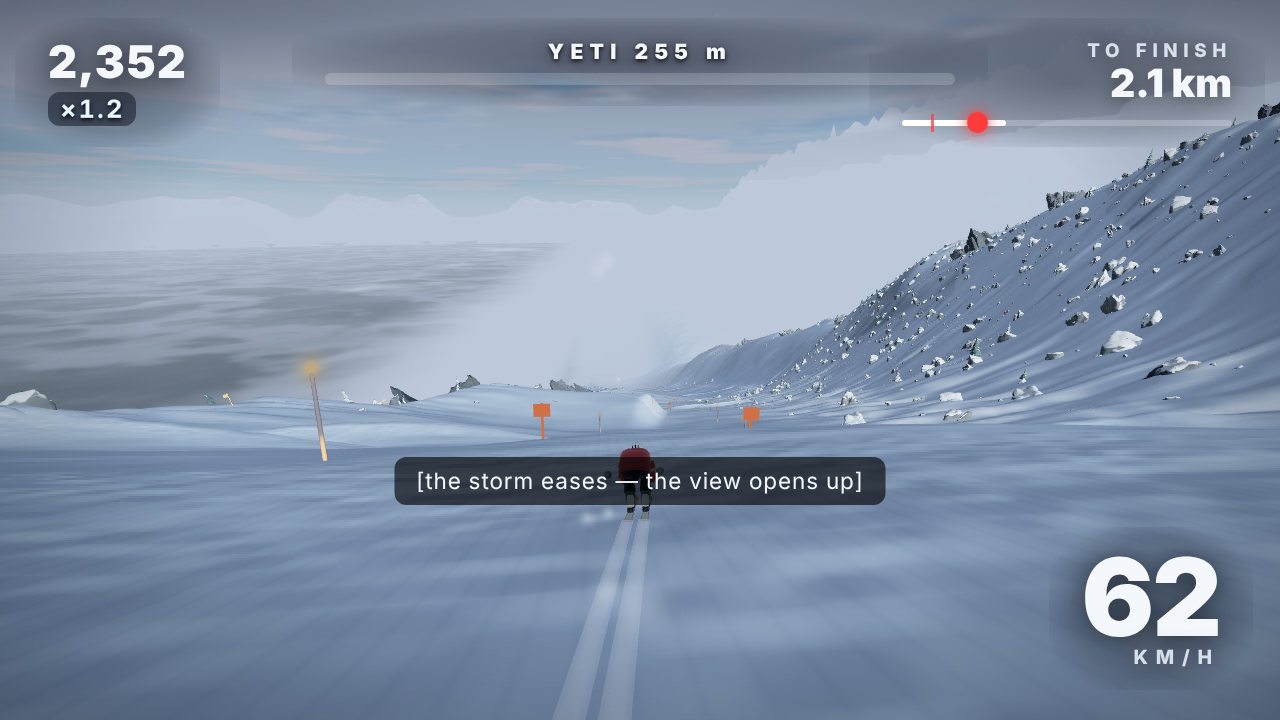 2,352
×1.2
YETI 255 m
TO FINISH
2.1 km
[the storm eases — the view opens up]
62
KM/H